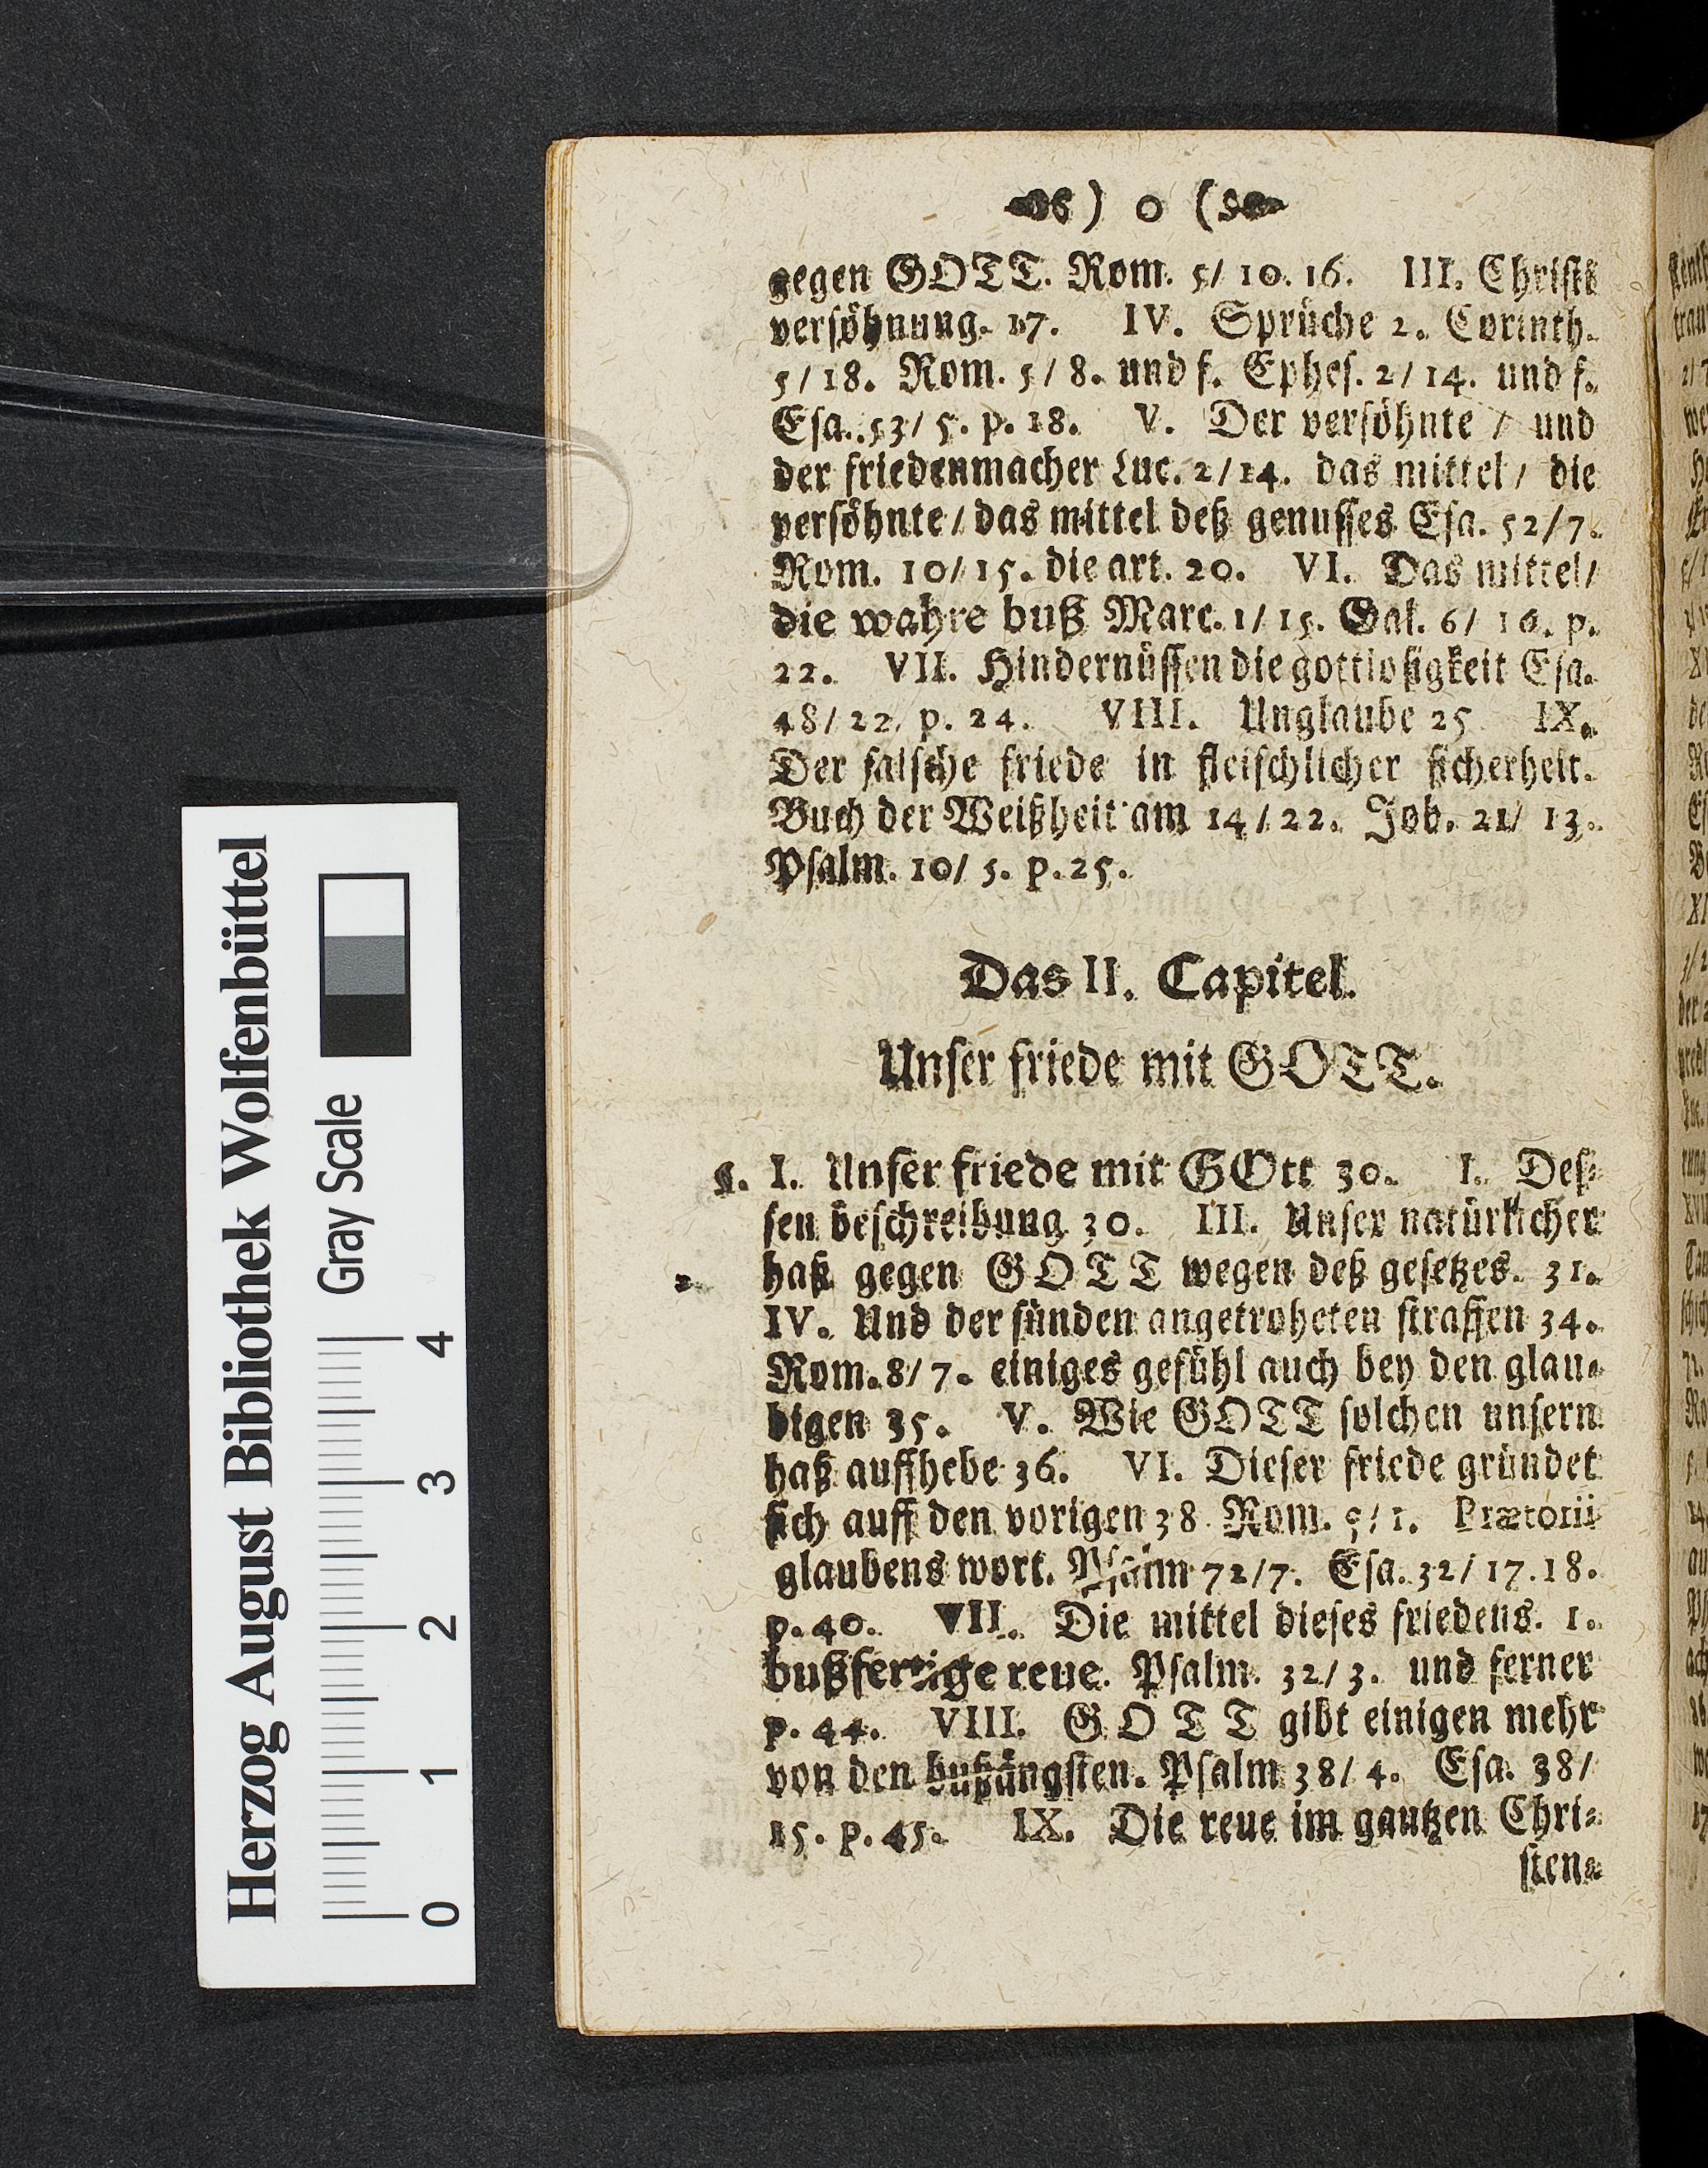 ) o (
gegen GOTT. Rom. 5/ 10. 16. III. Christi
versöhnung. 17. IV. Sprüche 2. Corinth.
5/18. Rom. 5/8. und f. Ephes. 2/14. und f.
Esa. 53/ 5. p. 18. V. Der versöhnte / und
der friedenmacher Luc. 2/14. das mittel / die
versöhnte / das mittel deß genusses Esa. 52/7.
Rom. 10/15. die art. 20. VI. Das mittel/
die wahre buß Marc. 1/ 15. Gal. 6/ 16. p.
22. VII. Hindernüssen die gottlosigkeit Esa.
48/22. p. 24. VIII. Unglaube 25 IX.
Der falsche friede in fleischlicher sicherheit.
Buch der Weißheit am 14/22. Job. 21/ 13.
Psalm. 10/ 5. p. 25.
Das II. Capitel.
Unser friede mit GOTT.
§. I. Unser friede mit GOtt 30. I. Des-
sen beschreibung 30. III. Unser natürlicher
haß gegen GOTT wegen deß gesetzes. 31.
IV. Und der sünden angetroheten straffen 34.
Rom. 8/7. einiges gefühl auch bey den glau-
bigen 35. V. Wie GOTT solchen unsern
haß auffhebe 36. VI. Dieser friede gründet
sich auff den vorigen 38 Rom. 5/1. Prætorii
glaubens wort. Psalm 72/7. Esa. 32/17.18.
p. 40. VII. Die mittel dieses friedens. 1.
bußfertige reue. Psalm. 32/3. und ferner
p. 44. VIII. GOTT gibt einigen mehr
von den bußängsten. Psalm 38/4. Esa. 38/
15. p. 45. IX. Die reue im gantzen Chri-
sten-
Herzog August Bibliothek Wolfenbüttel
Gray Scale
0 1 2 3 4